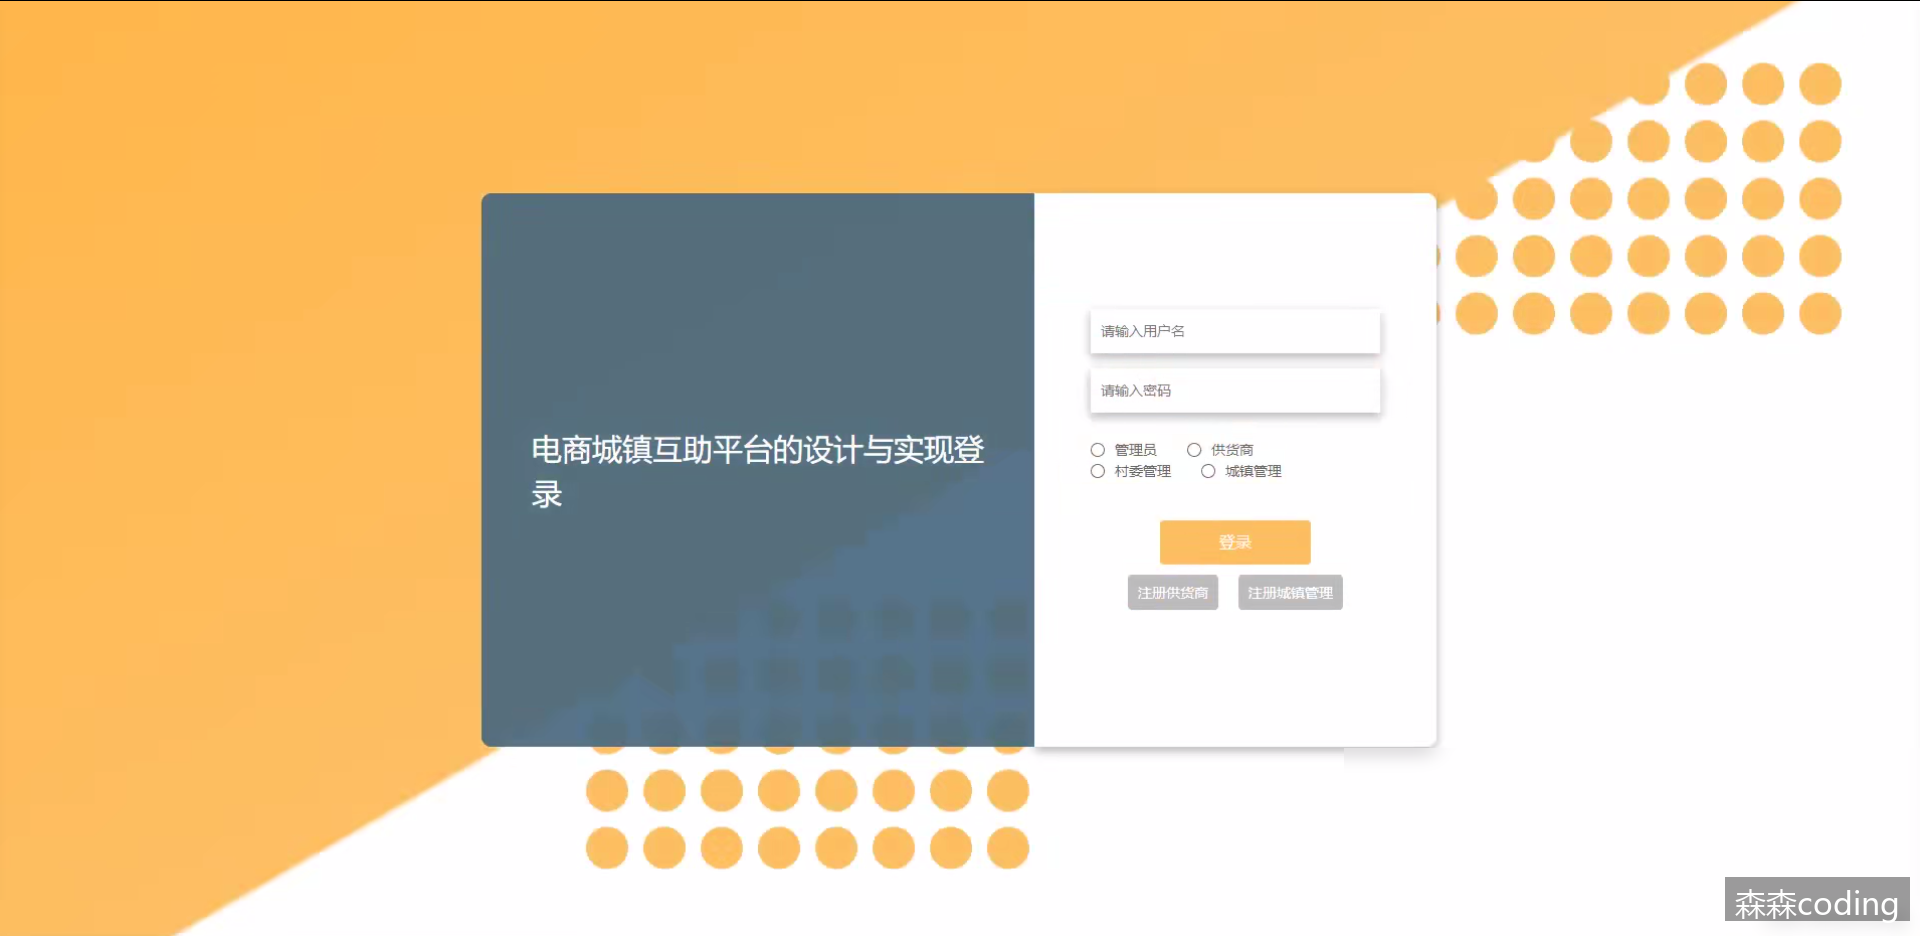 电商城镇互助平台的设计与实现登
录
请输入用户名
请输入密码
管理员 供货商
村委管理 城镇管理
登录
注册供货商 注册城镇管理
森森coding